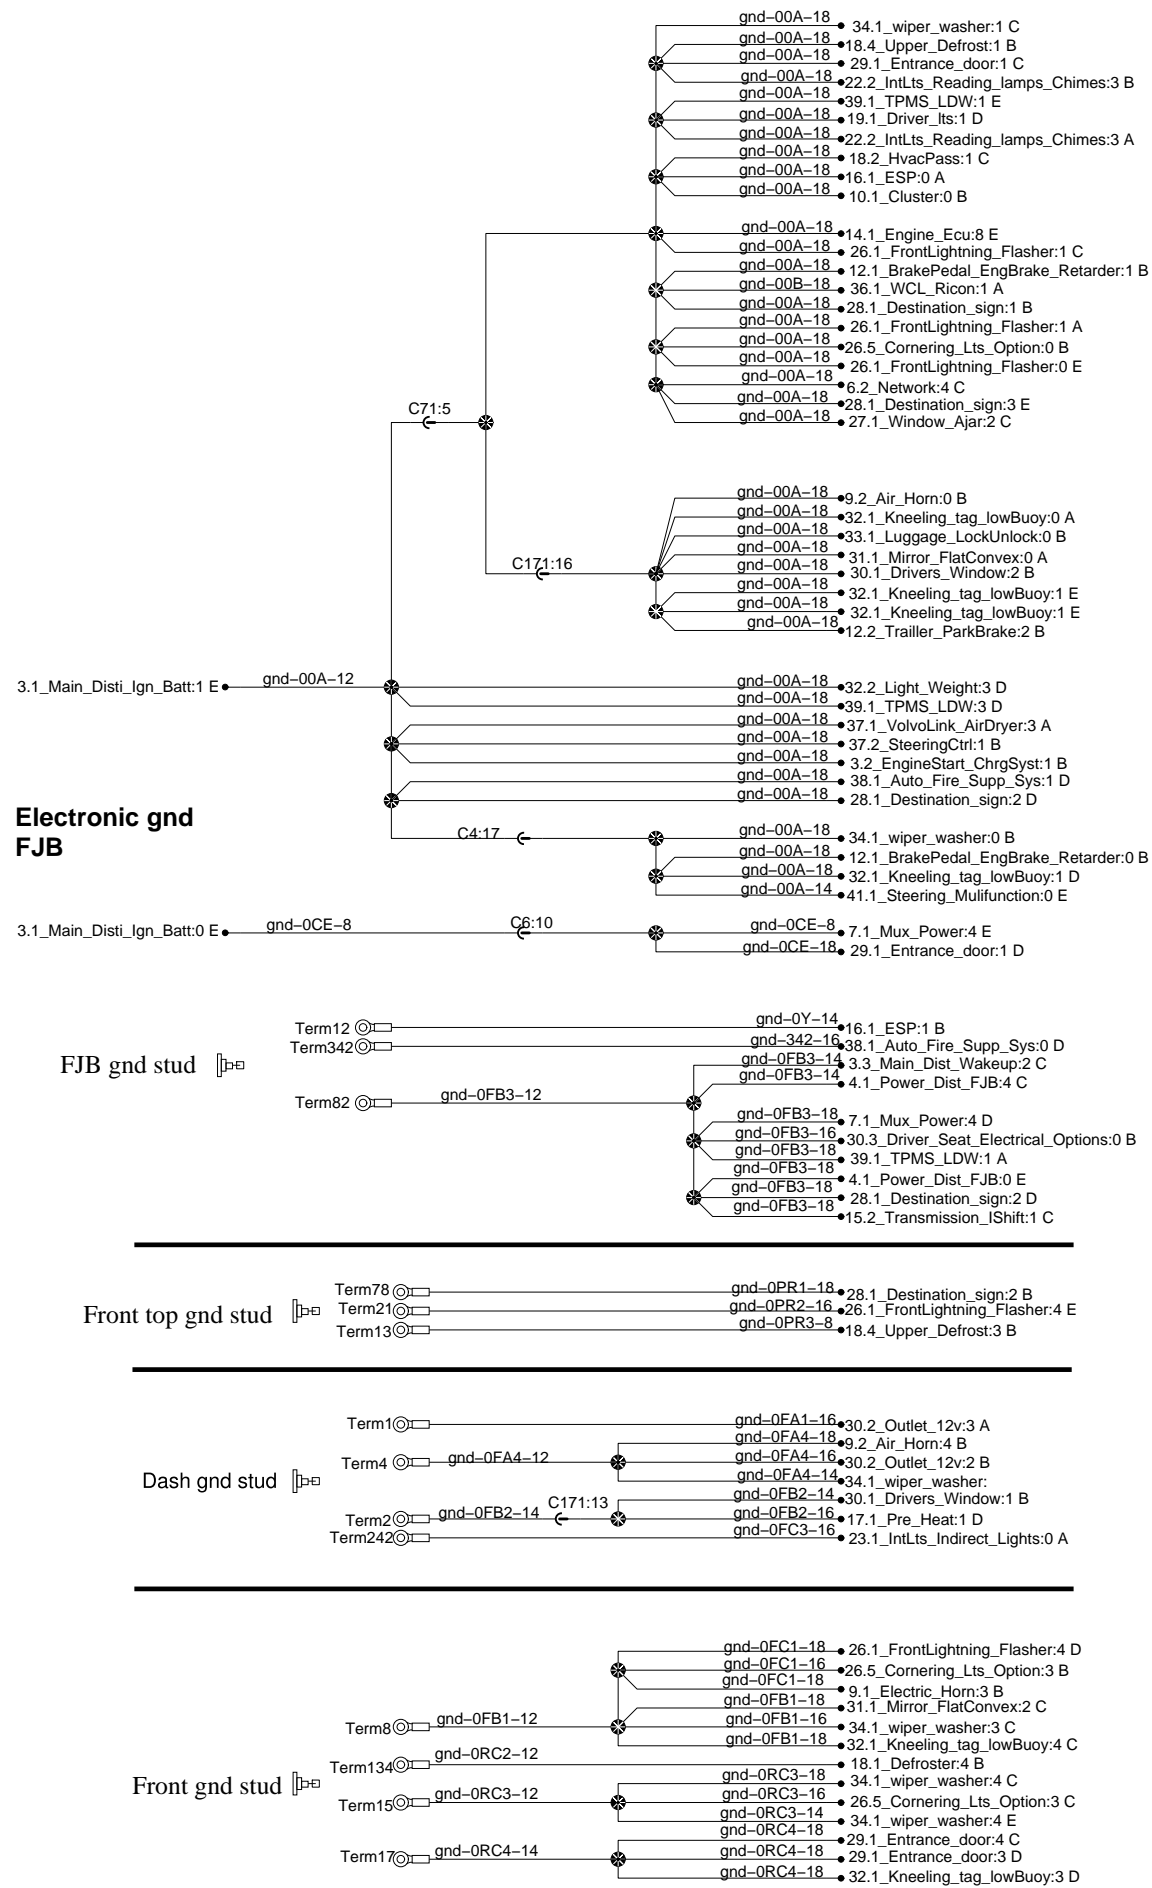 gnd-00A-18 34.1_wiper_washer:1 C
gnd-00A-18 18.4_Upper_Defrost:1 B
gnd-00A-18 29.1_Entrance_door:1 C
gnd-00A-18 22.2_IntLts_Reading_lamps_Chimes:3 B
gnd-00A-18 39.1_TPMS_LDW:1 E
gnd-00A-18 19.1_Driver_lts:1 D
gnd-00A-18 22.2_IntLts_Reading_lamps_Chimes:3 A
gnd-00A-18 18.2_HvacPass:1 C
gnd-00A-18 16.1_ESP:0 A
gnd-00A-18 10.1_Cluster:0 B
gnd-00A-18 14.1_Engine_Ecu:8 E
gnd-00A-18 26.1_FrontLightning_Flasher:1 C
gnd-00A-18 12.1_BrakePedal_EngBrake_Retarder:1 B
gnd-00B-18 36.1_WCL_Ricon:1 A
gnd-00A-18 28.1_Destination_sign:1 B
gnd-00A-18 26.1_FrontLightning_Flasher:1 A
gnd-00A-18 26.5_Cornering_Lts_Option:0 B
gnd-00A-18 26.1_FrontLightning_Flasher:0 E
gnd-00A-18 6.2_Network:4 C
gnd-00A-18 28.1_Destination_sign:3 E
C71:5
gnd-00A-18 27.1_Window_Ajar:2 C
gnd-00A-18 9.2_Air_Horn:0 B
gnd-00A-18 32.1_Kneeling_tag_lowBuoy:0 A
gnd-00A-18 33.1_Luggage_LockUnlock:0 B
gnd-00A-18 31.1_Mirror_FlatConvex:0 A
C171:16
gnd-00A-18 30.1_Drivers_Window:2 B
gnd-00A-18 32.1_Kneeling_tag_lowBuoy:1 E
gnd-00A-18 32.1_Kneeling_tag_lowBuoy:1 E
gnd-00A-18 12.2_Trailler_ParkBrake:2 B
3.1_Main_Disti_Ign_Batt:1 E gnd-00A-12
gnd-00A-18 32.2_Light_Weight:3 D
gnd-00A-18 39.1_TPMS_LDW:3 D
gnd-00A-18 37.1_VolvoLink_AirDryer:3 A
gnd-00A-18 37.2_SteeringCtrl:1 B
gnd-00A-18 3.2_EngineStart_ChrgSyst:1 B
gnd-00A-18 38.1_Auto_Fire_Supp_Sys:1 D
gnd-00A-18 28.1_Destination_sign:2 D
Electronic gnd
FJB
C4:17
gnd-00A-18 34.1_wiper_washer:0 B
gnd-00A-18 12.1_BrakePedal_EngBrake_Retarder:0 B
gnd-00A-18 32.1_Kneeling_tag_lowBuoy:1 D
gnd-00A-14 41.1_Steering_Mulifunction:0 E
3.1_Main_Disti_Ign_Batt:0 E gnd-0CE-8 C6:10 gnd-0CE-8 7.1_Mux_Power:4 E
gnd-0CE-18 29.1_Entrance_door:1 D
FJB gnd stud
Term12 gnd-0Y-14 16.1_ESP:1 B
Term342 gnd-342-16 38.1_Auto_Fire_Supp_Sys:0 D
gnd-0FB3-14 3.3_Main_Dist_Wakeup:2 C
gnd-0FB3-14 4.1_Power_Dist_FJB:4 C
Term82 gnd-0FB3-12
gnd-0FB3-18 7.1_Mux_Power:4 D
gnd-0FB3-16 30.3_Driver_Seat_Electrical_Options:0 B
gnd-0FB3-18 39.1_TPMS_LDW:1 A
gnd-0FB3-18 4.1_Power_Dist_FJB:0 E
gnd-0FB3-18 28.1_Destination_sign:2 D
gnd-0FB3-18 15.2_Transmission_IShift:1 C
Front top gnd stud
Term78 gnd-0PR1-18 28.1_Destination_sign:2 B
Term21 gnd-0PR2-16 26.1_FrontLightning_Flasher:4 E
Term13 gnd-0PR3-8 18.4_Upper_Defrost:3 B
Dash gnd stud
Term1 gnd-0FA1-16 30.2_Outlet_12v:3 A
gnd-0FA4-18 9.2_Air_Horn:4 B
Term4 gnd-0FA4-12 gnd-0FA4-16 30.2_Outlet_12v:2 B
gnd-0FA4-14 34.1_wiper_washer:
gnd-0FB2-14 30.1_Drivers_Window:1 B
Term2 gnd-0FB2-14 C171:13 gnd-0FB2-16 17.1_Pre_Heat:1 D
Term242 gnd-0FC3-16 23.1_IntLts_Indirect_Lights:0 A
Front gnd stud
gnd-0FC1-18 26.1_FrontLightning_Flasher:4 D
gnd-0FC1-16 26.5_Cornering_Lts_Option:3 B
gnd-0FC1-18 9.1_Electric_Horn:3 B
gnd-0FB1-18 31.1_Mirror_FlatConvex:2 C
Term8 gnd-0FB1-12 gnd-0FB1-16 34.1_wiper_washer:3 C
gnd-0FB1-18 32.1_Kneeling_tag_lowBuoy:4 C
Term134 gnd-0RC2-12 18.1_Defroster:4 B
gnd-0RC3-18 34.1_wiper_washer:4 C
Term15 gnd-0RC3-12 gnd-0RC3-16 26.5_Cornering_Lts_Option:3 C
gnd-0RC3-14 34.1_wiper_washer:4 E
gnd-0RC4-18 29.1_Entrance_door:4 C
Term17 gnd-0RC4-14 gnd-0RC4-18 29.1_Entrance_door:3 D
gnd-0RC4-18 32.1_Kneeling_tag_lowBuoy:3 D